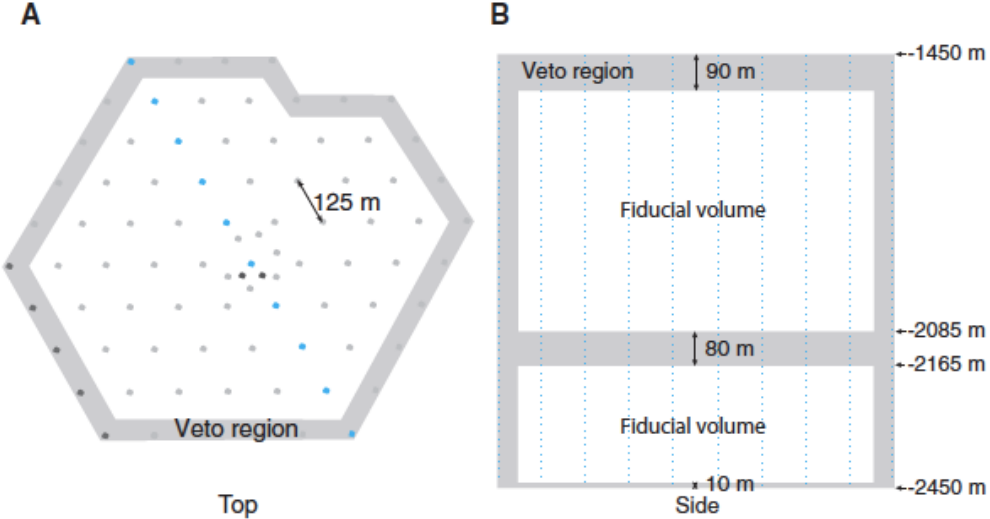 A
125 m
Veto region
Top
B
-1450 m
Veto region
90 m
Fiducial volume
-2085 m
80 m
-2165 m
Fiducial volume
10 m
-2450 m
Side